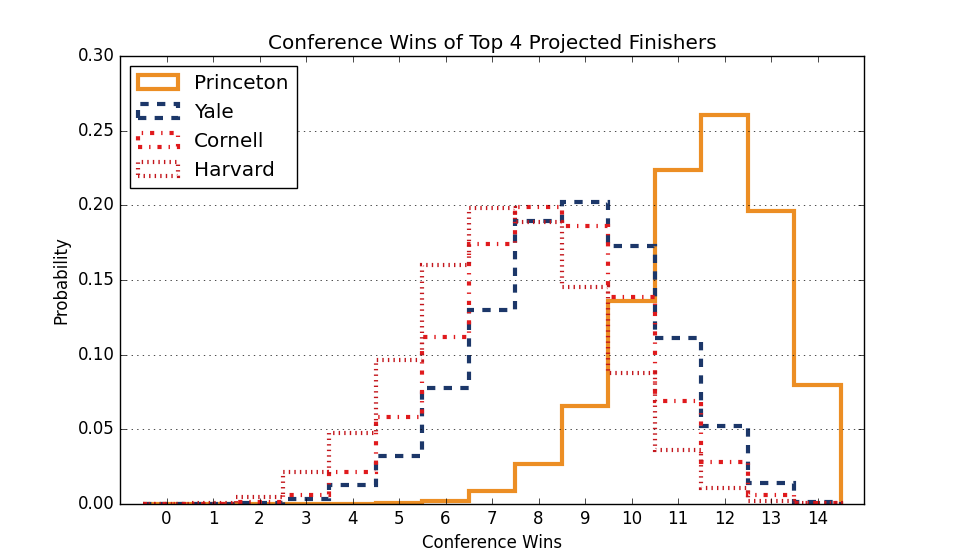 Conference Wins of Top 4 Projected Finishers
Princeton
Yale
Cornell
Harvard
0.30
0.25
0.20
0.15
0.10
0.05
0.00
Probability
0 1 2 3 4 5 6 7 8 9 10 11 12 13 14
Conference Wins